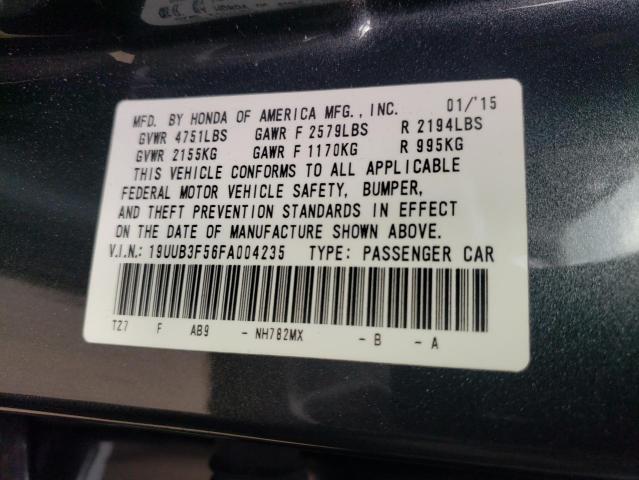 HONDA
MFD. BY HONDA OF AMERICA MFG., INC. 01/'15
GVWR 4751LBS GAWR F 2579LBS R 2194LBS
GVWR 2155KG GAWR F 1170KG R 995KG
THIS VEHICLE CONFORMS TO ALL APPLICABLE
FEDERAL MOTOR VEHICLE SAFETY, BUMPER,
AND THEFT PREVENTION STANDARDS IN EFFECT
ON THE DATE OF MANUFACTURE SHOWN ABOVE.
V.I.N.: 19UUB3F56FA004235 TYPE: PASSENGER CAR
TZ7 F AB9 - NH782MX - B - A